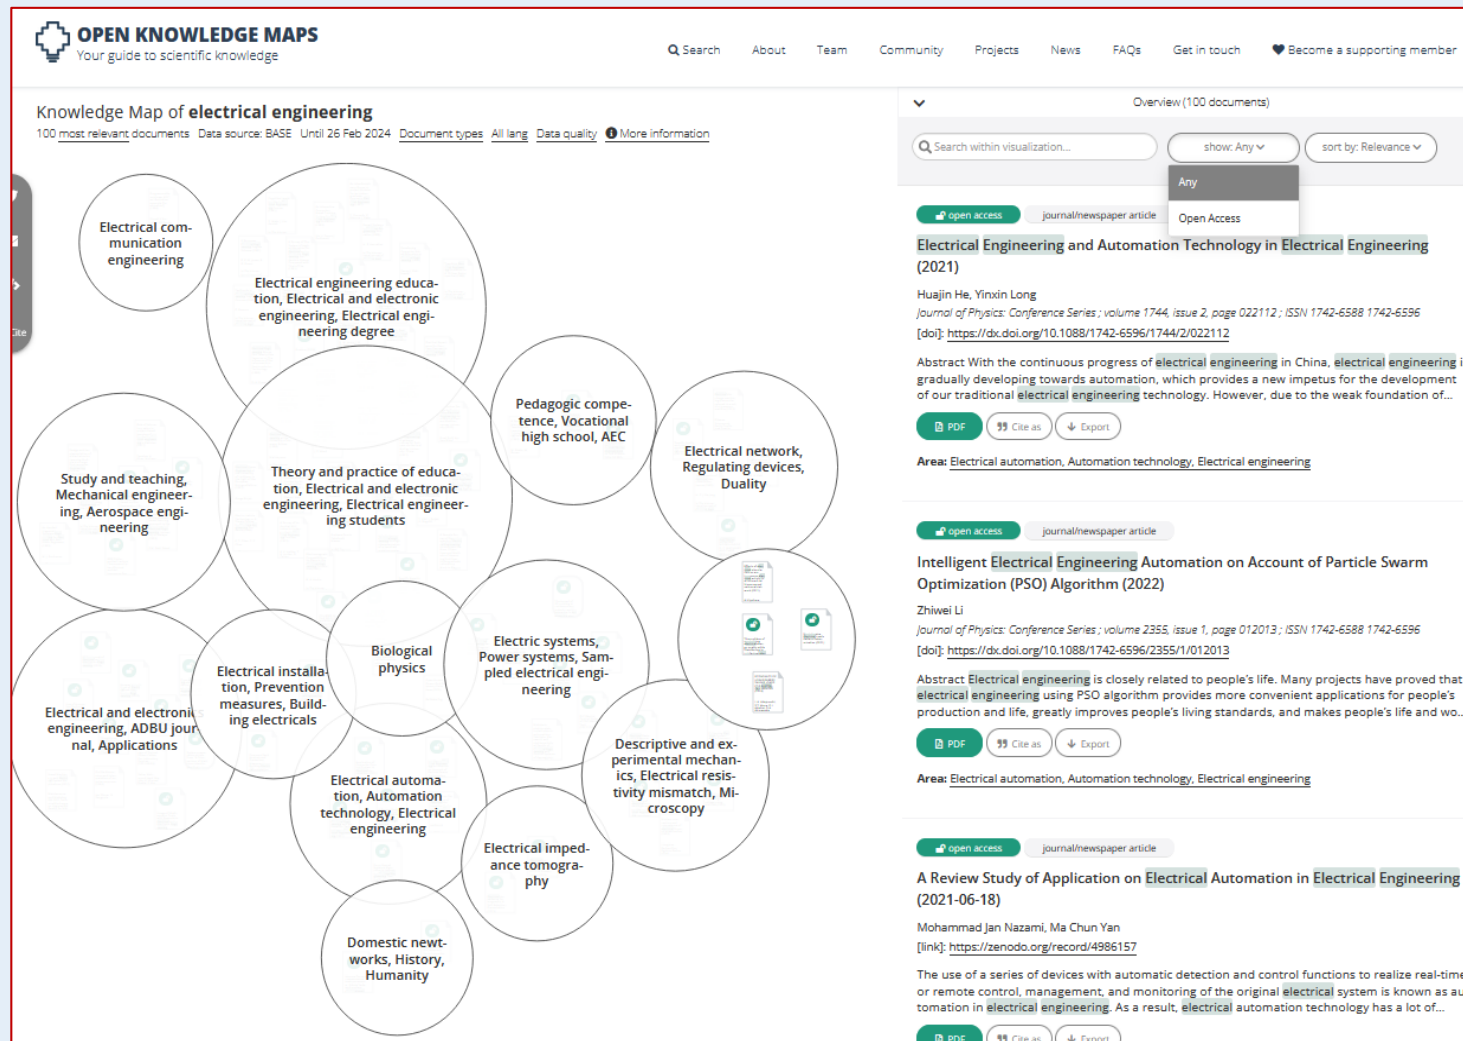 OPEN KNOWLEDGE MAPS
Your guide to scientific knowledge
Search About Team Community Projects News FAQs Get in touch Become a supporting member
Knowledge Map of electrical engineering
100 most relevant documents Data source: BASE Until 26 Feb 2024 Document types All lang Data quality More information
Cite
Electrical com-
munication
engineering
Electrical engineering educa-
tion, Electrical and electronic
engineering, Electrical engi-
neering degree
Pedagogic compe-
tence, Vocational
high school, AEC
Electrical network,
Regulating devices,
Duality
Study and teaching,
Mechanical engineer-
ing, Aerospace engi-
neering
Theory and practice of educa-
tion, Electrical and electronic
engineering, Electrical engineer-
ing students
Biological
physics
Electric systems,
Power systems, Sam-
pled electrical engi-
neering
Electrical installa-
tion, Prevention
measures, Build-
ing electricals
Electrical and electronic
engineering, ADBU jour-
nal, Applications
Descriptive and ex-
perimental mechan-
ics, Electrical resis-
tivity mismatch, Mi-
croscopy
Electrical automa-
tion, Automation
technology, Electrical
engineering
Electrical imped-
ance tomogra-
phy
Domestic newt-
works, History,
Humanity
Overview (100 documents)
Search within visualization...
show: Any
sort by: Relevance
Any
Open Access
open access journal/newspaper article
Electrical Engineering and Automation Technology in Electrical Engineering
(2021)
Huajin He, Yinxin Long
Journal of Physics: Conference Series ; volume 1744, issue 2, page 022112 ; ISSN 1742-6588 1742-6596
[doi]: https://dx.doi.org/10.1088/1742-6596/1744/2/022112
Abstract With the continuous progress of electrical engineering in China, electrical engineering i
gradually developing towards automation, which provides a new impetus for the development
of our traditional electrical engineering technology. However, due to the weak foundation of...
PDF Cite as Export
Area: Electrical automation, Automation technology, Electrical engineering
open access journal/newspaper article
Intelligent Electrical Engineering Automation on Account of Particle Swarm
Optimization (PSO) Algorithm (2022)
Zhiwei Li
Journal of Physics: Conference Series ; volume 2355, issue 1, page 012013 ; ISSN 1742-6588 1742-6596
[doi]: https://dx.doi.org/10.1088/1742-6596/2355/1/012013
Abstract Electrical engineering is closely related to people's life. Many projects have proved that
electrical engineering using PSO algorithm provides more convenient applications for people's
production and life, greatly improves people's living standards, and makes people's life and wo...
PDF Cite as Export
Area: Electrical automation, Automation technology, Electrical engineering
open access journal/newspaper article
A Review Study of Application on Electrical Automation in Electrical Engineering
(2021-06-18)
Mohammad Jan Nazami, Ma Chun Yan
[link]: https://zenodo.org/record/4986157
The use of a series of devices with automatic detection and control functions to realize real-time
or remote control, management, and monitoring of the original electrical system is known as au
tomation in electrical engineering. As a result, electrical automation technology has a lot of...
PDF Cite as Export